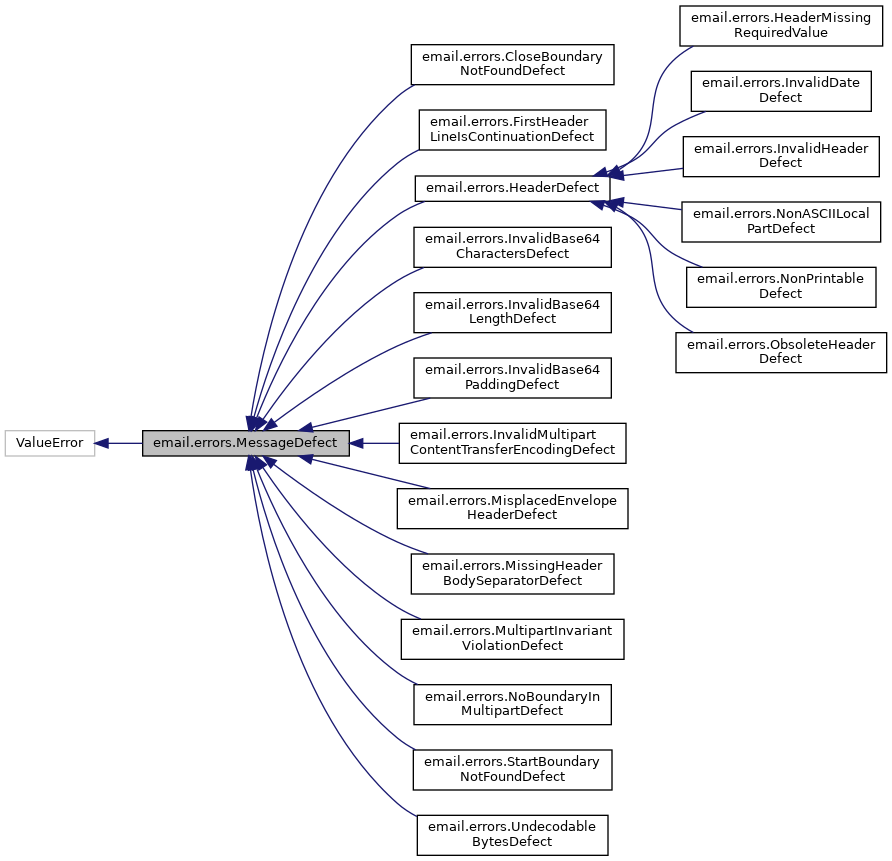 ValueError
email.errors.MessageDefect
email.errors.CloseBoundary
NotFoundDefect
email.errors.FirstHeader
LineIsContinuationDefect
email.errors.HeaderDefect
email.errors.InvalidBase64
CharactersDefect
email.errors.InvalidBase64
LengthDefect
email.errors.InvalidBase64
PaddingDefect
email.errors.InvalidMultipart
ContentTransferEncodingDefect
email.errors.MisplacedEnvelope
HeaderDefect
email.errors.MissingHeader
BodySeparatorDefect
email.errors.MultipartInvariant
ViolationDefect
email.errors.NoBoundaryIn
MultipartDefect
email.errors.StartBoundary
NotFoundDefect
email.errors.Undecodable
BytesDefect
email.errors.HeaderMissing
RequiredValue
email.errors.InvalidDate
Defect
email.errors.InvalidHeader
Defect
email.errors.NonASCIILocal
PartDefect
email.errors.NonPrintable
Defect
email.errors.ObsoleteHeader
Defect